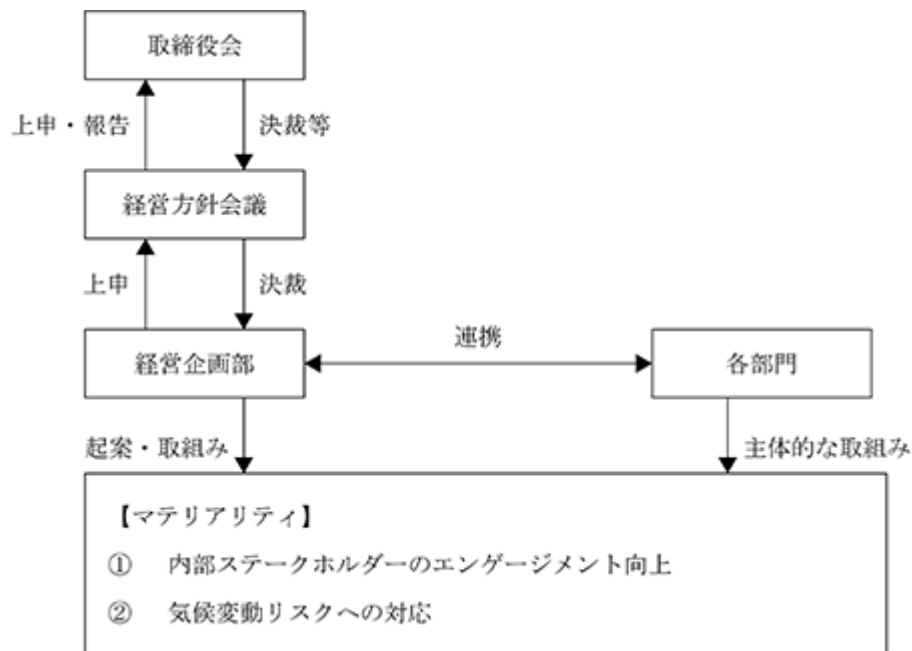 取締役会
上申・報告
決裁等
経営方針会議
上申
決裁
経営企画部
連携
各部門
起案・取組み
主体的な取組み
【マテリアリティ】
① 内部ステークホルダーのエンゲージメント向上
② 気候変動リスクへの対応